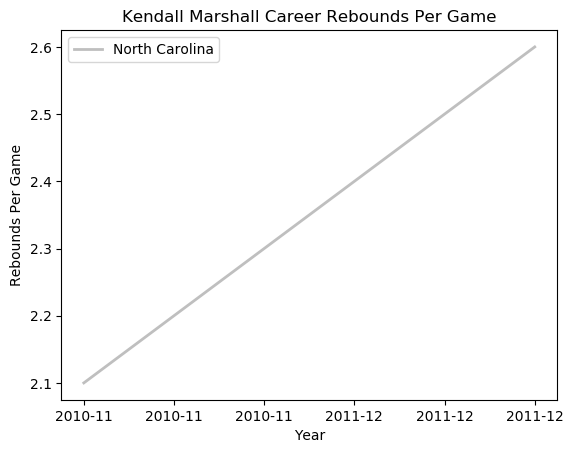 Kendall Marshall Career Rebounds Per Game
North Carolina
2.6
2.5
2.4
2.3
2.2
2.1
Rebounds Per Game
2010-11 2010-11 2010-11 2011-12 2011-12 2011-12
Year